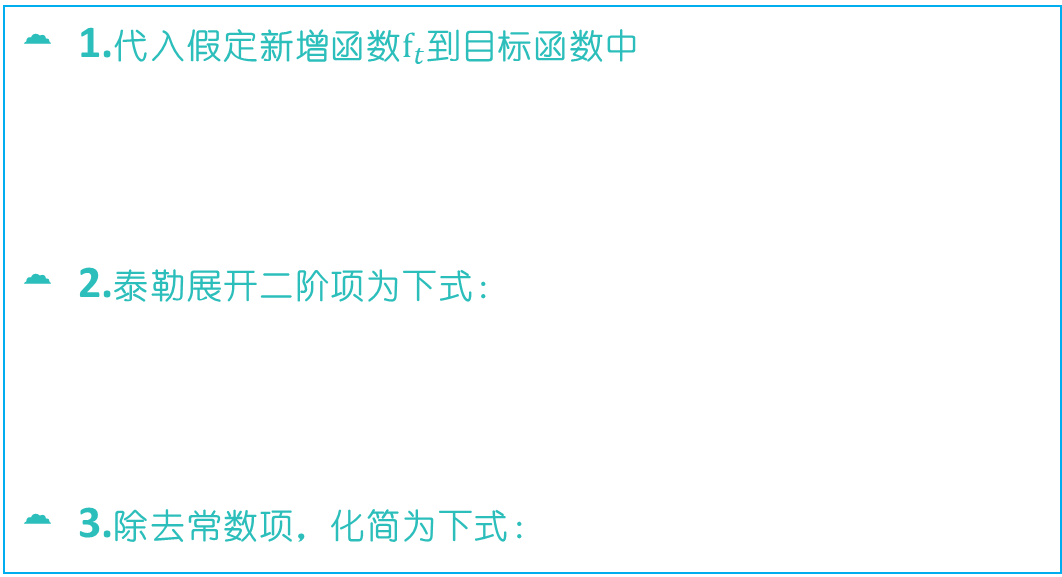 1.代入假定新增函数f_t到目标函数中
2.泰勒展开二阶项为下式：
3.除去常数项，化简为下式：